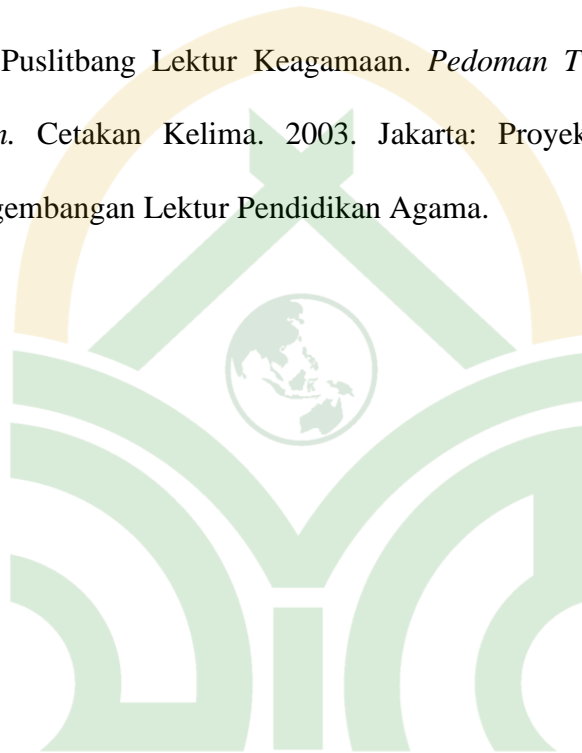 Puslitbang Lektur Keagamaan. Pedoman T
n. Cetakan Kelima. 2003. Jakarta: Proyek
gembangan Lektur Pendidikan Agama.